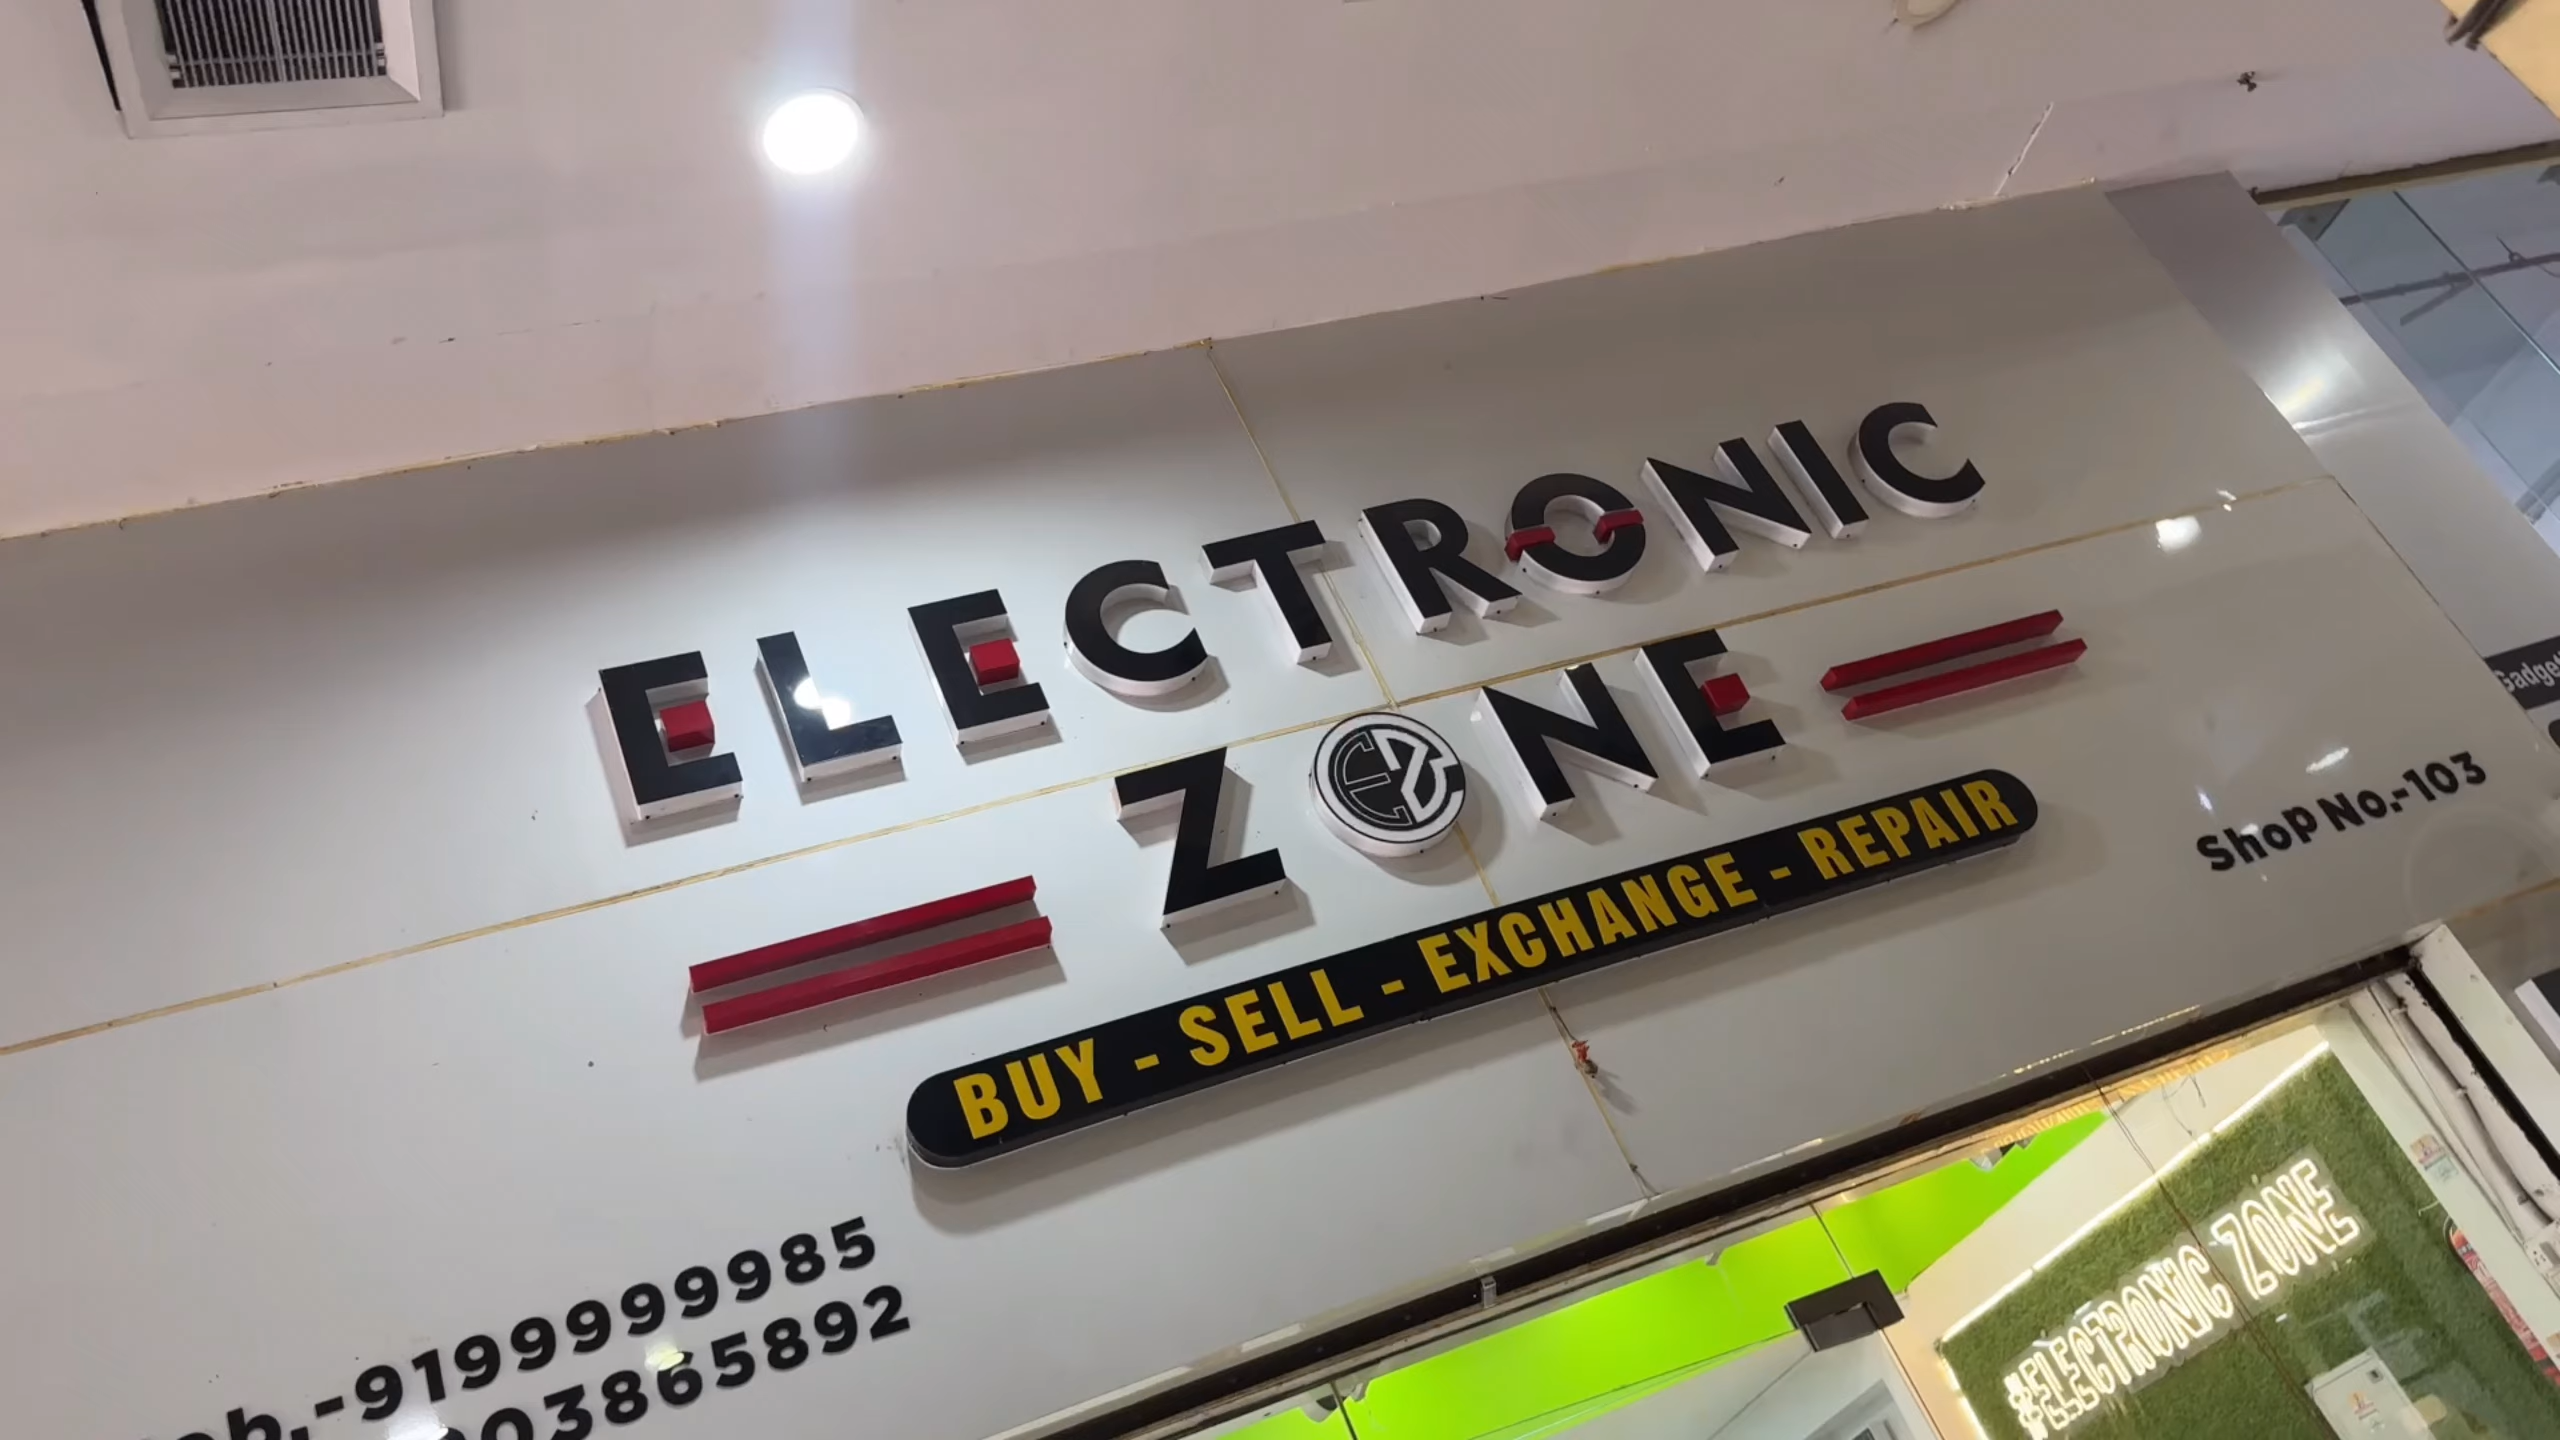 ELECTRONIC
ZONE
BUY - SELL - EXCHANGE - REPAIR
Shop No.-103
9199999985
03865892
#ELECTRONIC ZONE